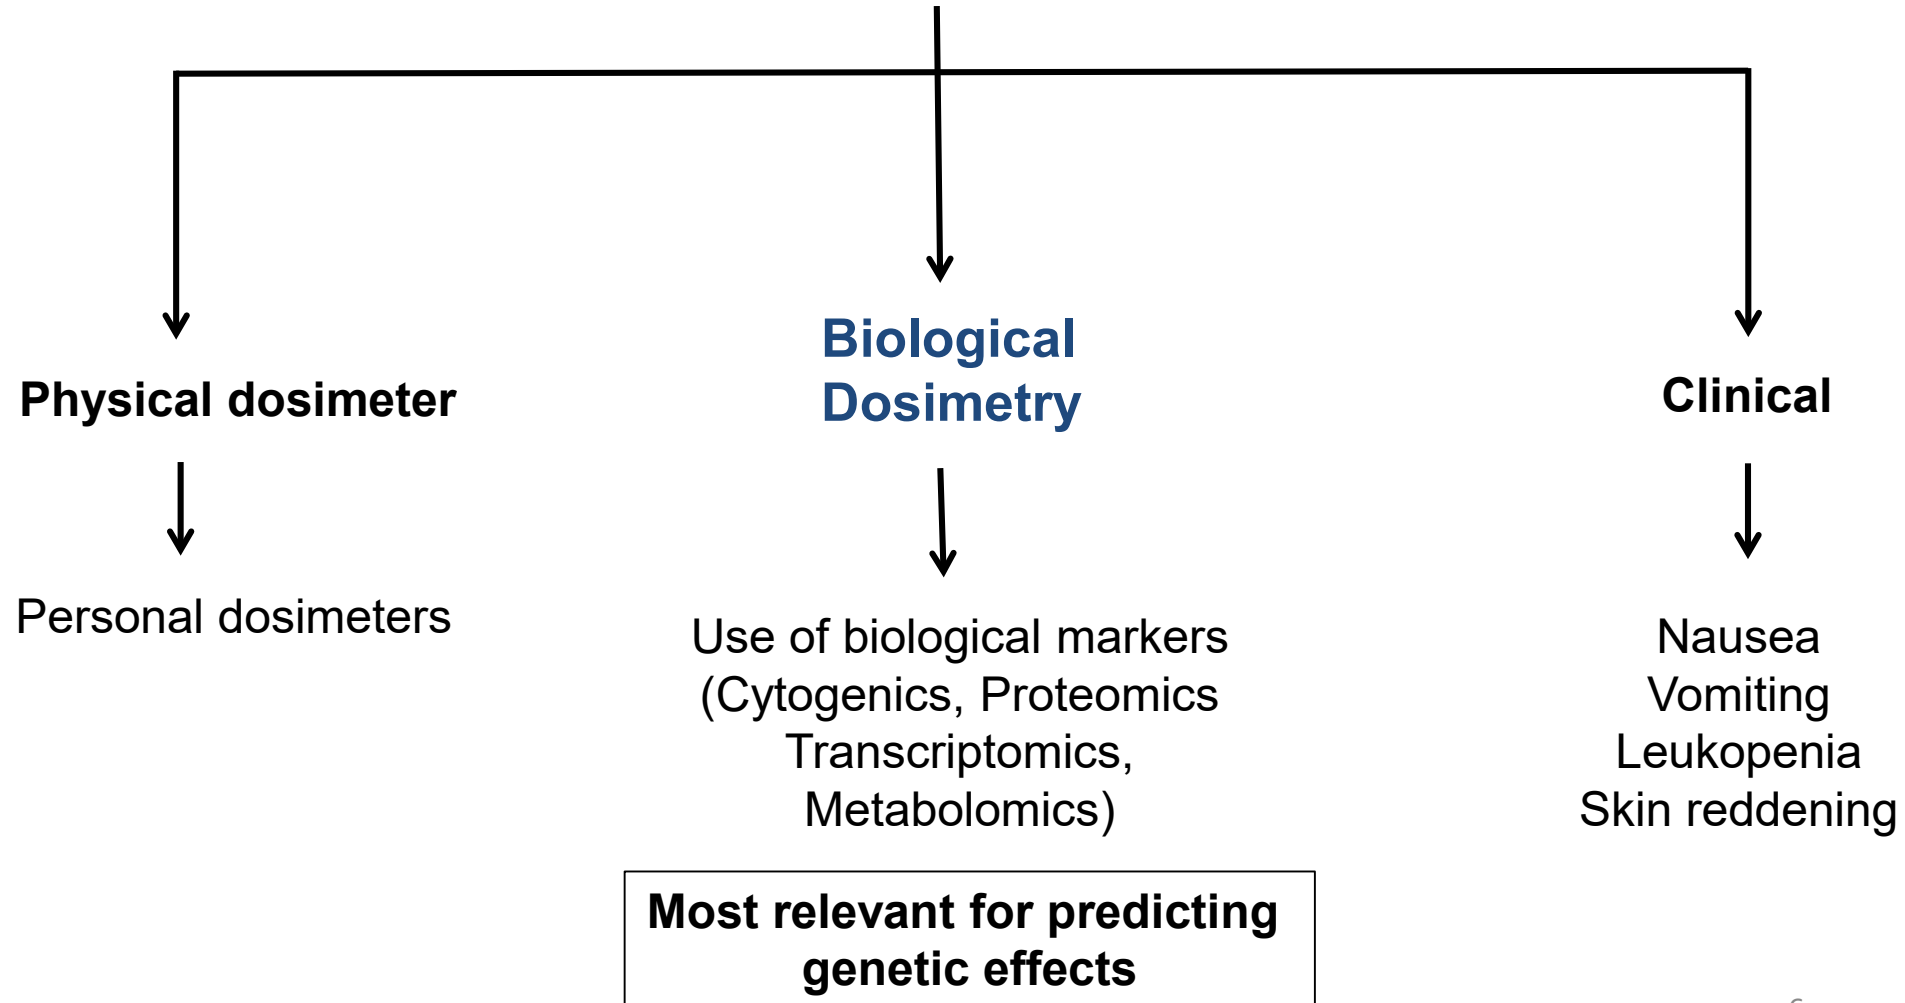 Physical dosimeter
Personal dosimeters
Biological
Dosimetry
Use of biological markers
(Cytogenics, Proteomics
Transcriptomics,
Metabolomics)
Most relevant for predicting
genetic effects
Clinical
Nausea
Vomiting
Leukopenia
Skin reddening